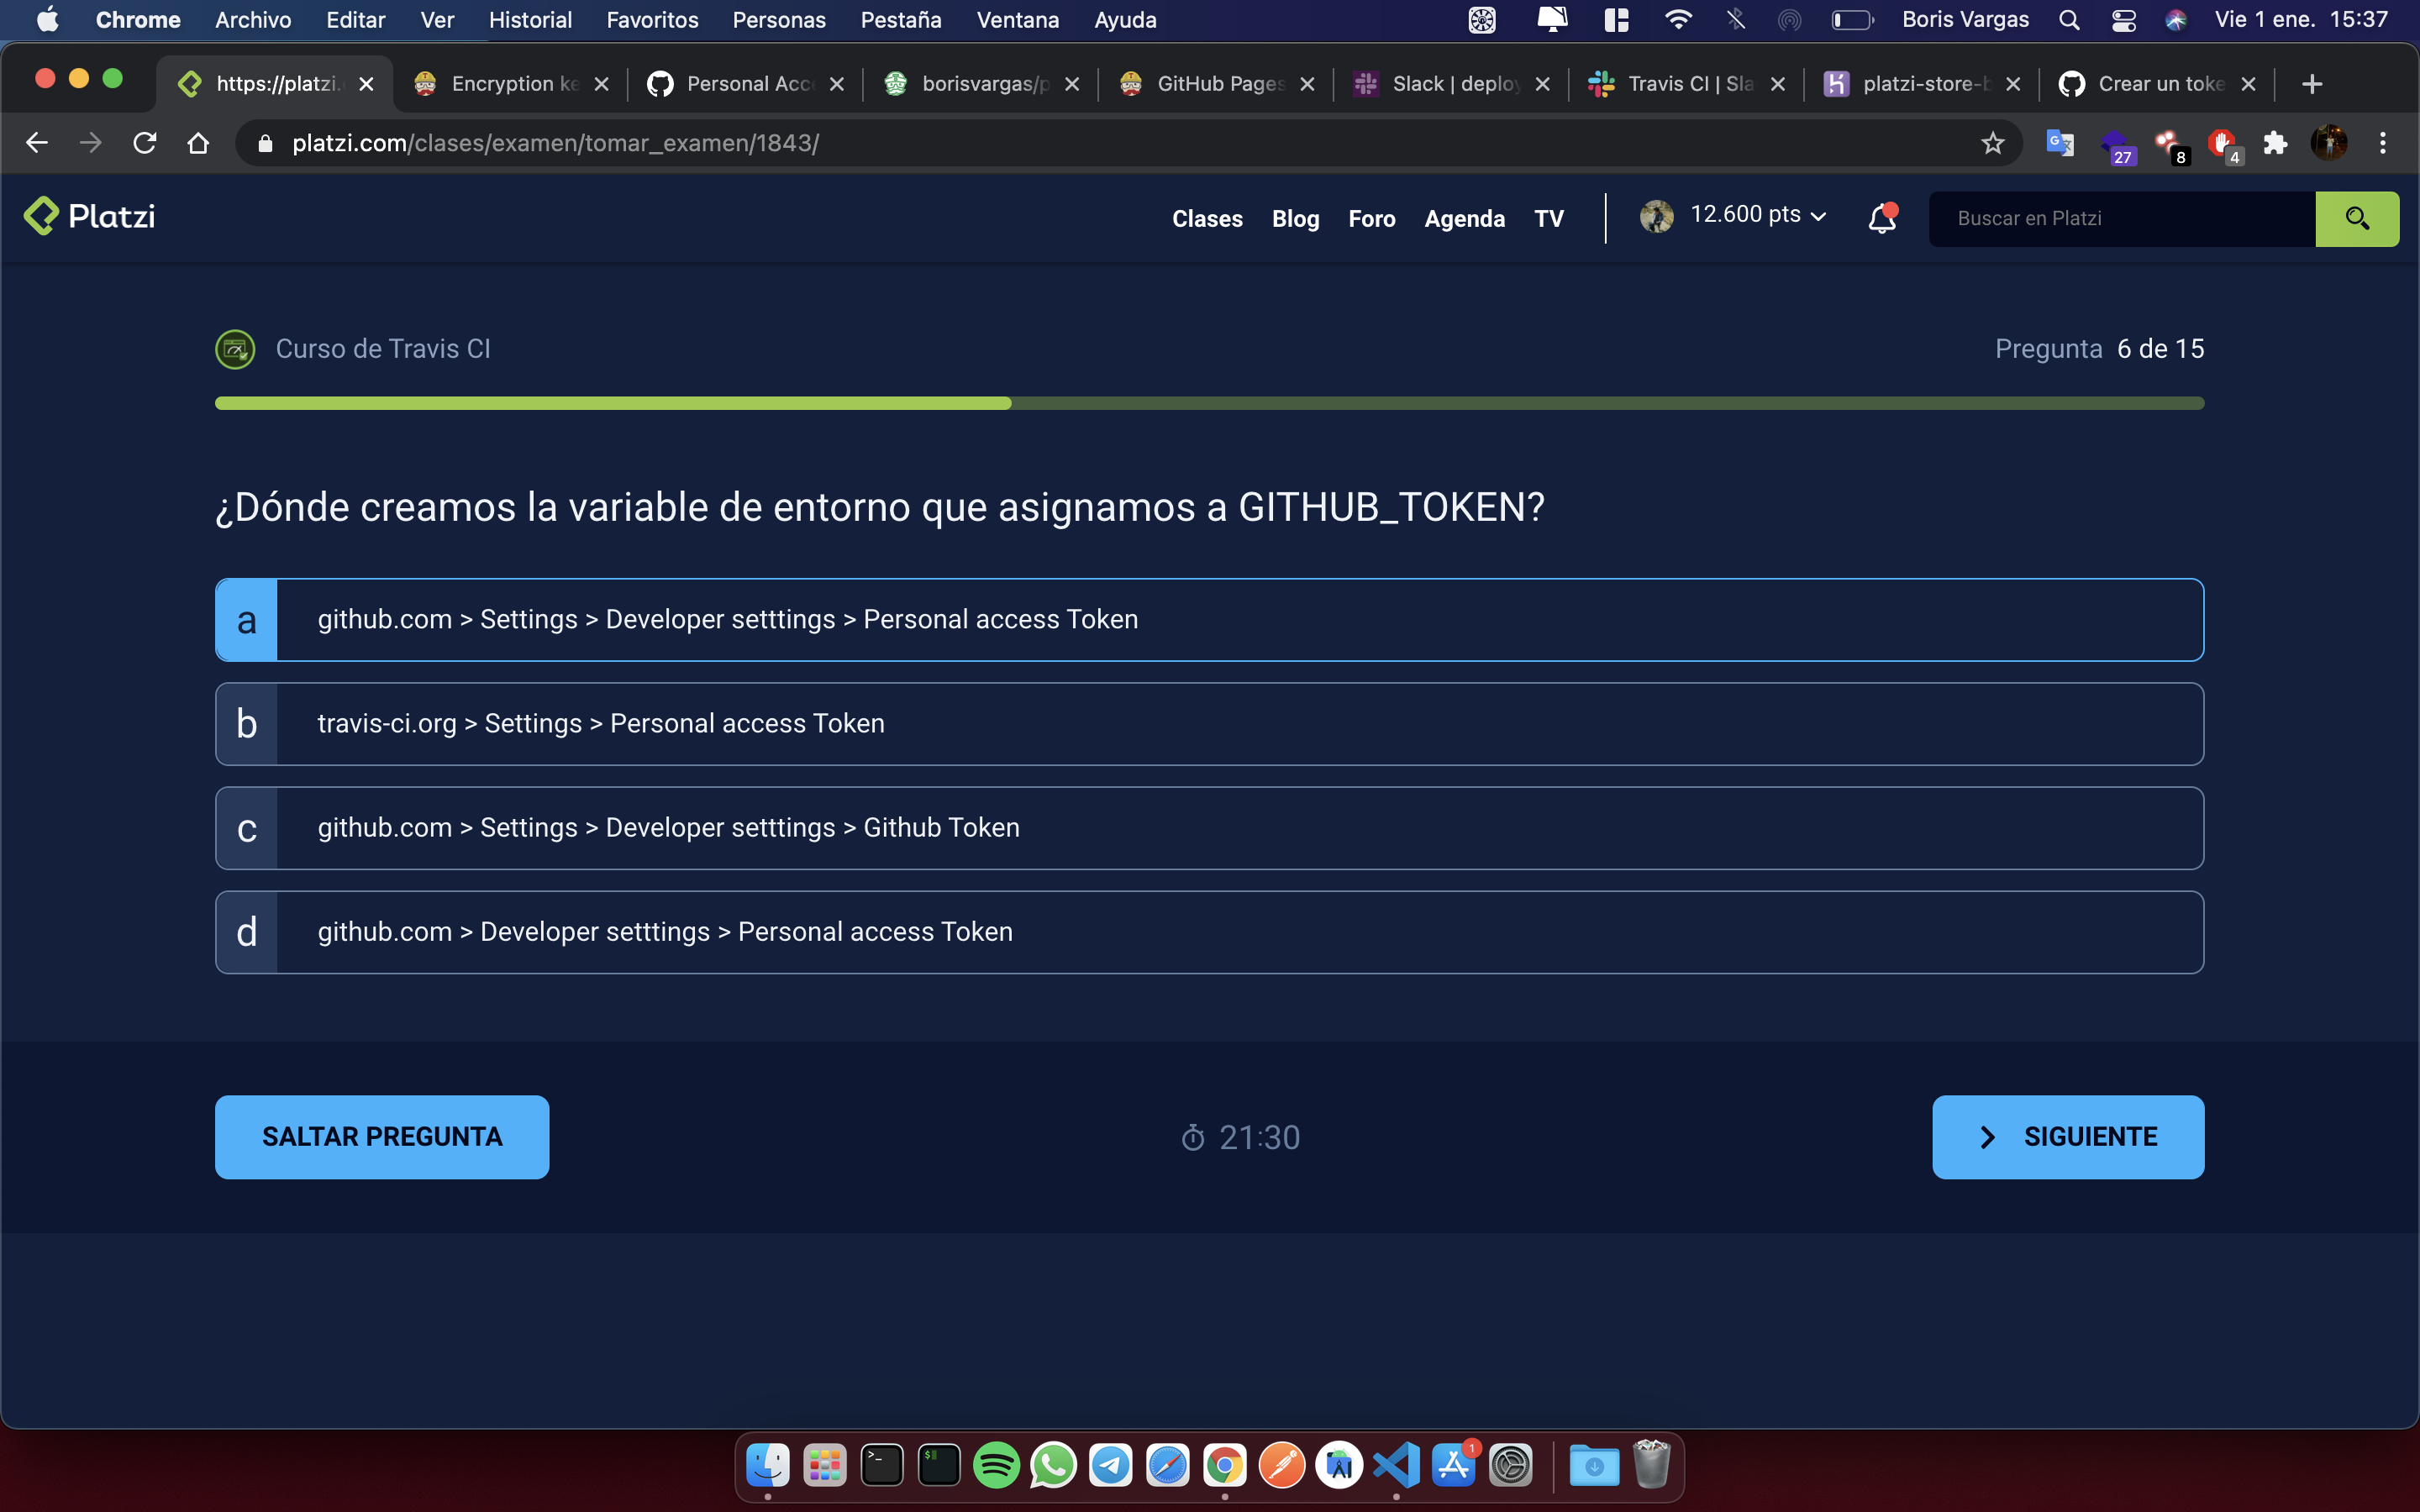 Chrome Archivo Editar Ver Historial Favoritos Personas Pestaña Ventana Ayuda Boris Vargas Vie 1 ene. 15:37
https://platzi. Encryption ke Personal Acc borisvargas/p GitHub Pages Slack | deploy Travis CI | Sla platzi-store-b Crear un toke
platzi.com/clases/examen/tomar_examen/1843/ 27 8 4
Platzi Clases Blog Foro Agenda TV 12.600 pts Buscar en Platzi
Curso de Travis CI Pregunta 6 de 15
¿Dónde creamos la variable de entorno que asignamos a GITHUB_TOKEN?
a github.com > Settings > Developer setttings > Personal access Token
b travis-ci.org > Settings > Personal access Token
c github.com > Settings > Developer setttings > Github Token
d github.com > Developer setttings > Personal access Token
SALTAR PREGUNTA 21:30 SIGUIENTE
1